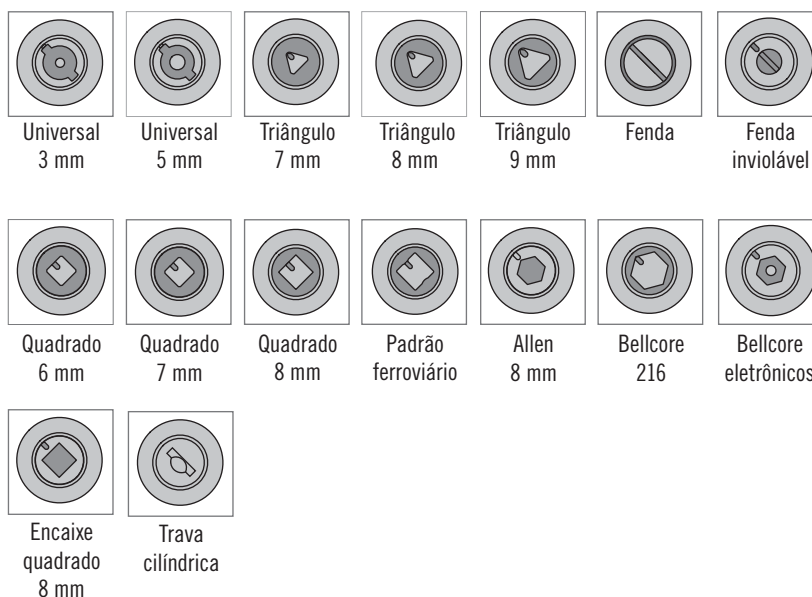 Universal
3 mm
Universal
5 mm
Triângulo
7 mm
Triângulo
8 mm
Triângulo
9 mm
Fenda
Fenda
inviolável
Quadrado
6 mm
Quadrado
7 mm
Quadrado
8 mm
Padrão
ferroviário
Allen
8 mm
Bellcore
216
Bellcore
eletrônicos
Encaixe
quadrado
8 mm
Trava
cilíndrica